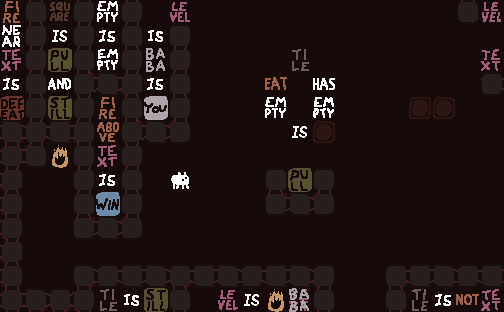 FIRE SQUARE EMPTY LEVEL LEVEL
NEAR IS IS IS
TEXT PULL EMPTY BABA TILE TEXT
IS AND IS EAT HAS
DEFEAT STILL FIRE YOU EMPTY EMPTY
ABOVE IS
TEXT
IS PULL
WIN
TILE IS STILL LEVEL IS BABA TILE IS NOT TEXT